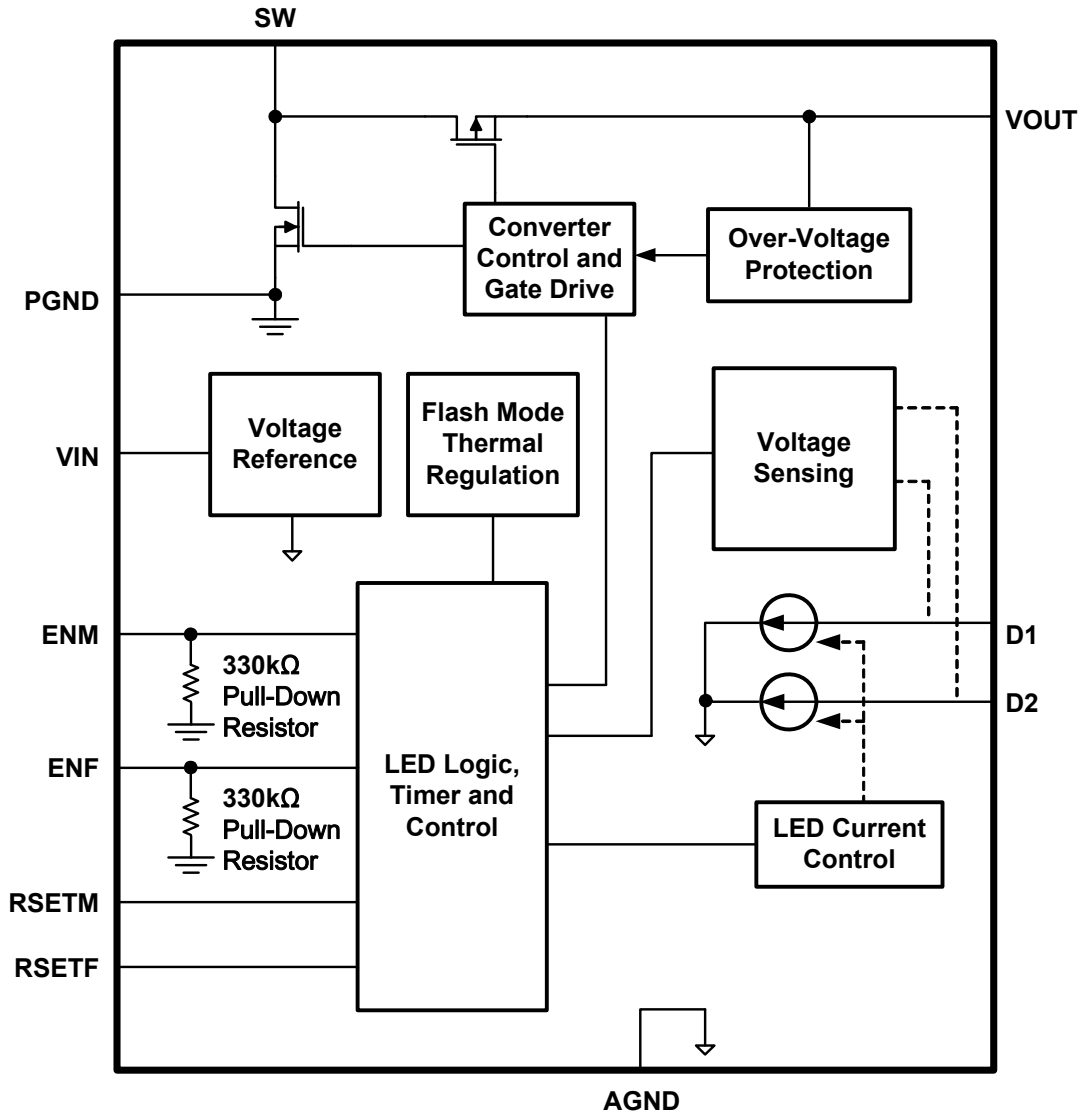 SW
VOUT
Converter
Control and
Gate Drive
Over-Voltage
Protection
PGND
Voltage
Reference
Flash Mode
Thermal
Regulation
Voltage
Sensing
VIN
ENM
330kΩ
Pull-Down
Resistor
D1
D2
ENF
330kΩ
Pull-Down
Resistor
LED Logic,
Timer and
Control
LED Current
Control
RSETM
RSETF
AGND